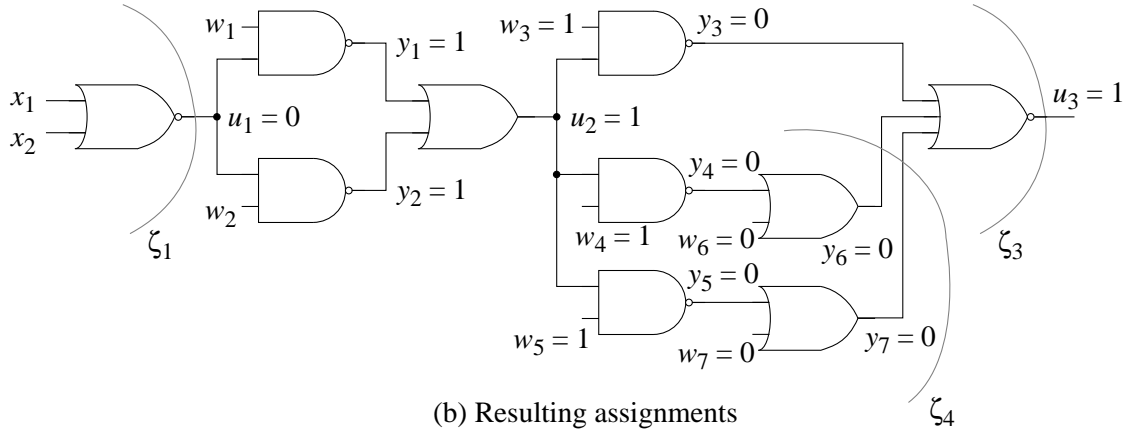 w1
y1 = 1
w3 = 1
y3 = 0
x1
x2
u1 = 0
u2 = 1
u3 = 1
w2
y2 = 1
y4 = 0
w4 = 1
w6 = 0
y6 = 0
ζ1
ζ3
y5 = 0
w5 = 1
w7 = 0
y7 = 0
ζ4
(b) Resulting assignments